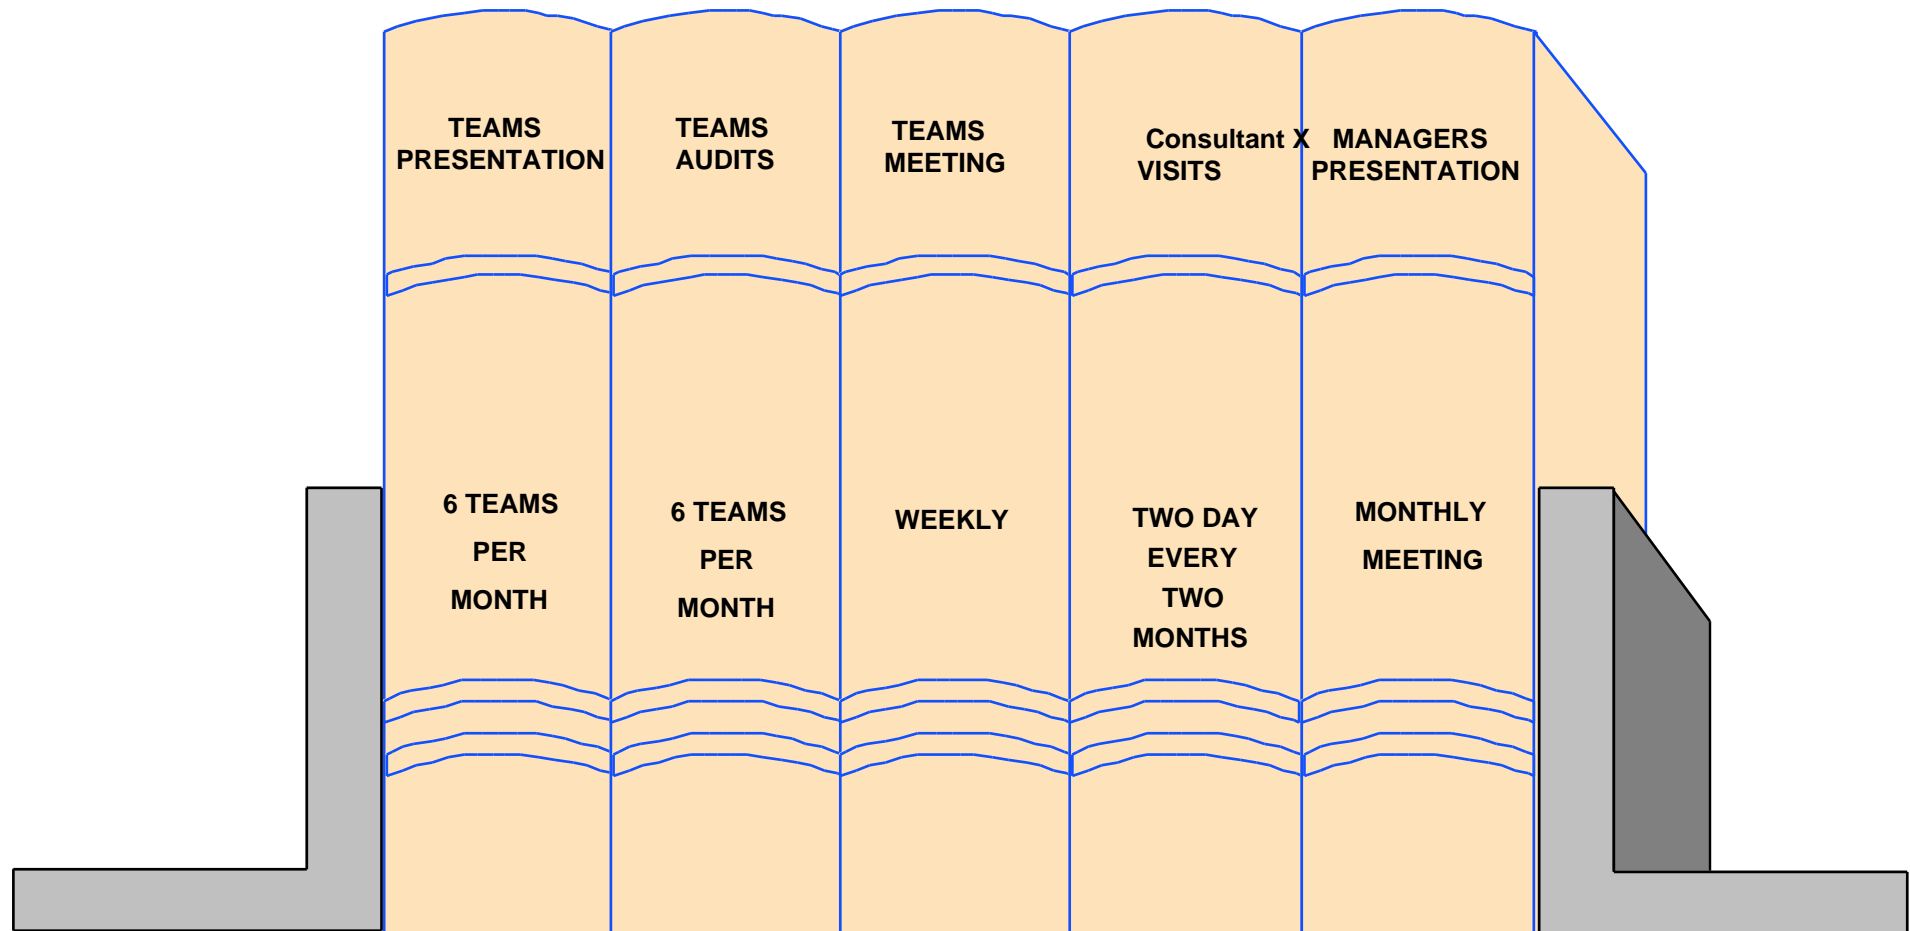 TEAMS
PRESENTATION
TEAMS
AUDITS
TEAMS
MEETING
Consultant X
VISITS
MANAGERS
PRESENTATION
6 TEAMS
PER
MONTH
6 TEAMS
PER
MONTH
WEEKLY
TWO DAY
EVERY
TWO
MONTHS
MONTHLY
MEETING